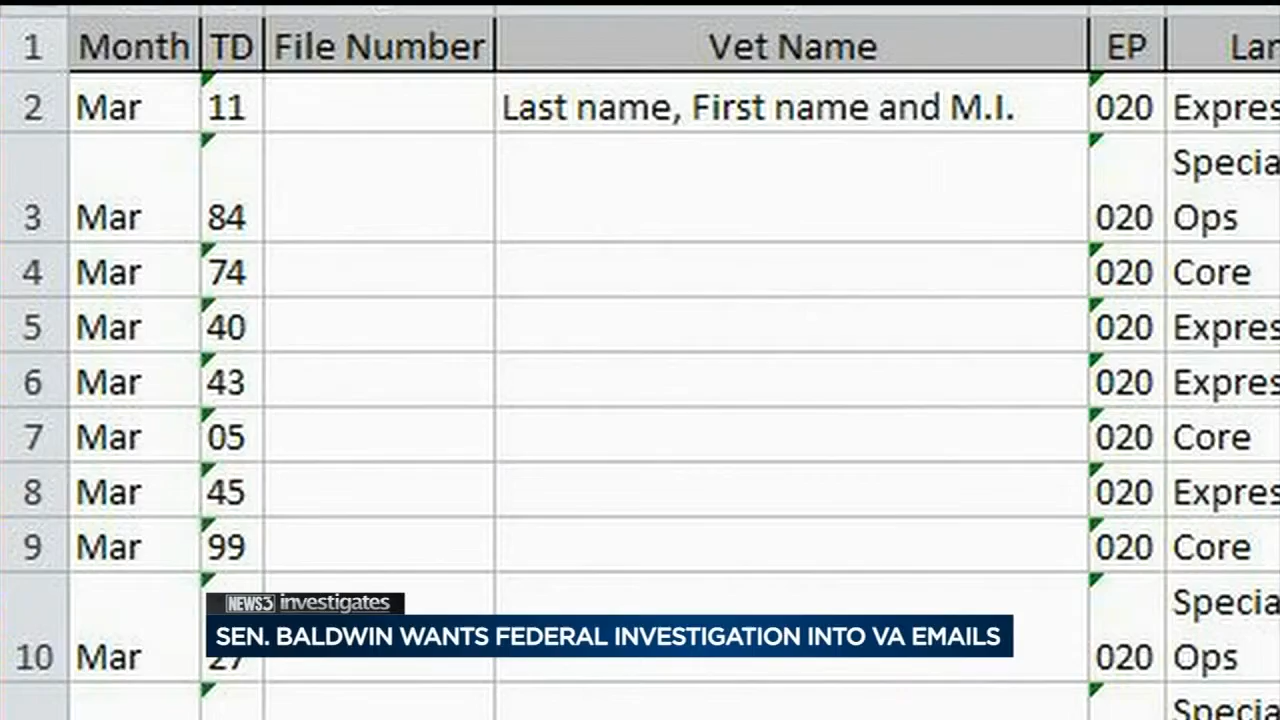 1 Month TD File Number Vet Name EP Lar
2 Mar 11 Last name, First name and M.I. 020 Expres
Specia
3 Mar 84 020 Ops
4 Mar 74 020 Core
5 Mar 40 020 Expres
6 Mar 43 020 Expres
7 Mar 05 020 Core
8 Mar 45 020 Expres
9 Mar 99 020 Core
Specia
NEWS3 investigates
SEN. BALDWIN WANTS FEDERAL INVESTIGATION INTO VA EMAILS
10 Mar 27 020 Ops
Specia